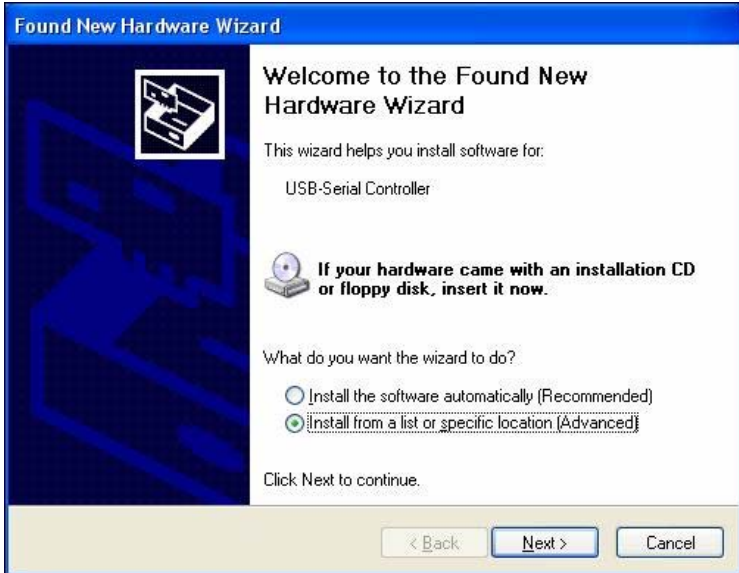 Found New Hardware Wizard
Welcome to the Found New
Hardware Wizard
This wizard helps you install software for:
USB-Serial Controller
If your hardware came with an installation CD
or floppy disk, insert it now.
What do you want the wizard to do?
Install the software automatically (Recommended)
Install from a list or specific location (Advanced)
Click Next to continue.
< Back
Next >
Cancel